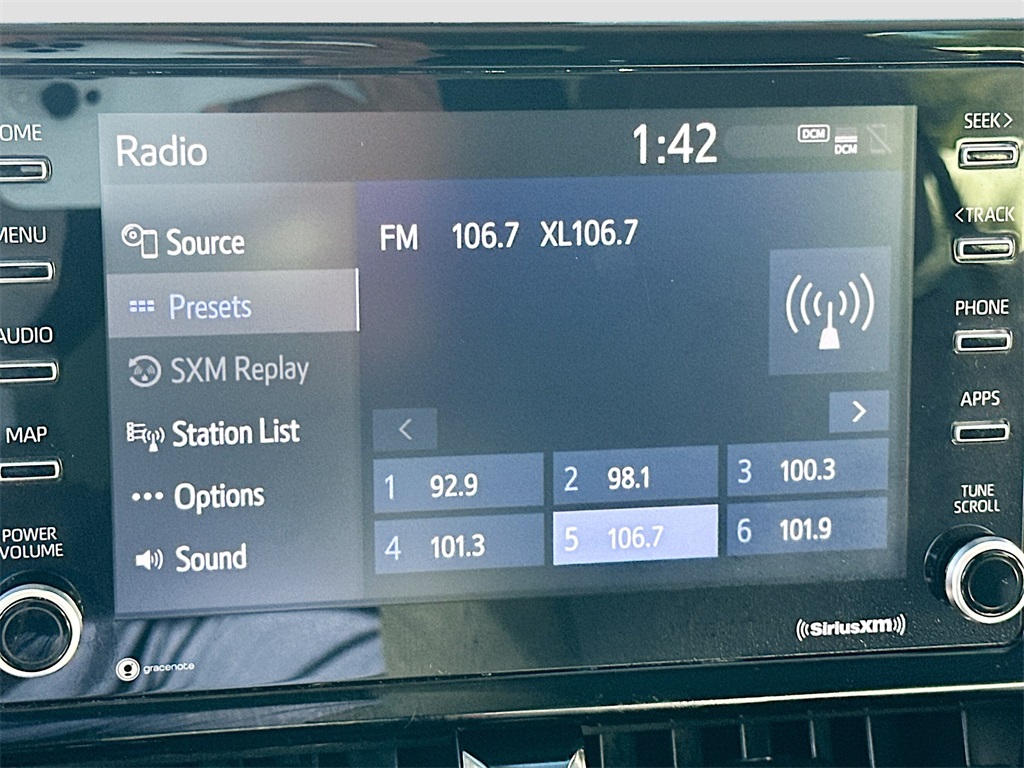 Radio
1:42
DCM
DCM
Source
Presets
SXM Replay
Station List
Options
Sound
FM 106.7 XL106.7
<
>
1 92.9
2 98.1
3 100.3
4 101.3
5 106.7
6 101.9
OME
MENU
AUDIO
MAP
POWER
VOLUME
SEEK>
<TRACK
PHONE
APPS
TUNE
SCROLL
gracenote
((SiriusXM))